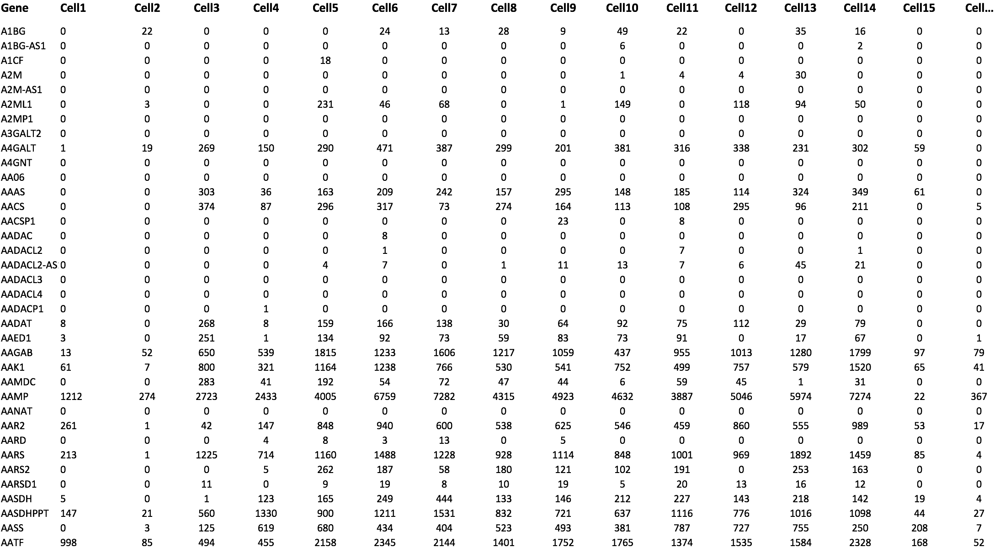 Gene Cell1 Cell2 Cell3 Cell4 Cell5 Cell6 Cell7 Cell8 Cell9 Cell10 Cell11 Cell12 Cell13 Cell14 Cell15 Cell...
A1BG 0 22 0 0 0 24 13 28 9 49 22 0 35 16 0 0
A1BG-AS1 0 0 0 0 0 0 0 0 0 6 0 0 0 2 0 0
A1CF 0 0 0 0 18 0 0 0 0 0 0 0 0 0 0 0
A2M 0 0 0 0 0 0 0 0 0 1 4 4 30 0 0 0
A2M-AS1 0 0 0 0 0 0 0 0 0 0 0 0 0 0 0 0
A2ML1 0 3 0 0 231 46 68 0 1 149 0 118 94 50 0 0
A2MP1 0 0 0 0 0 0 0 0 0 0 0 0 0 0 0 0
A3GALT2 0 0 0 0 0 0 0 0 0 0 0 0 0 0 0 0
A4GALT 1 19 269 150 290 471 387 299 201 381 316 338 231 302 59 0
A4GNT 0 0 0 0 0 0 0 0 0 0 0 0 0 0 0 0
AA06 0 0 0 0 0 0 0 0 0 0 0 0 0 0 0 0
AAAS 0 0 303 36 163 209 242 157 295 148 185 114 324 349 61 0
AACS 0 0 374 87 296 317 73 274 164 113 108 295 96 211 0 5
AACSP1 0 0 0 0 0 0 0 0 23 0 8 0 0 0 0 0
AADAC 0 0 0 0 0 8 0 0 0 0 0 0 0 0 0 0
AADACL2 0 0 0 0 0 1 0 0 0 0 7 0 0 1 0 0
AADACL2-AS 0 0 0 0 4 7 0 1 11 13 7 6 45 21 0 0
AADACL3 0 0 0 0 0 0 0 0 0 0 0 0 0 0 0 0
AADACL4 0 0 0 0 0 0 0 0 0 0 0 0 0 0 0 0
AADACP1 0 0 0 1 0 0 0 0 0 0 0 0 0 0 0 0
AADAT 8 0 268 8 159 166 138 30 64 92 75 112 29 79 0 0
AAED1 3 0 251 1 134 92 73 59 83 73 91 0 17 67 0 1
AAGAB 13 52 650 539 1815 1233 1606 1217 1059 437 955 1013 1280 1799 97 79
AAK1 61 7 800 321 1164 1238 766 530 541 752 499 757 579 1520 65 41
AAMDC 0 0 283 41 192 54 72 47 44 6 59 45 1 31 0 0
AAMP 1212 274 2723 2433 4005 6759 7282 4315 4923 4632 3887 5046 5974 7274 22 367
AANAT 0 0 0 0 0 0 0 0 0 0 0 0 0 0 0 0
AAR2 261 1 42 147 848 940 600 538 625 546 459 860 555 989 53 17
AARD 0 0 0 4 8 3 13 0 5 0 0 0 0 0 0 0
AARS 213 1 1225 714 1160 1488 1228 928 1114 848 1001 969 1892 1459 85 4
AARS2 0 0 0 5 262 187 58 180 121 102 191 0 253 163 0 0
AARSD1 0 0 11 0 9 19 8 10 19 5 20 13 16 12 0 0
AASDH 5 0 1 123 165 249 444 133 146 212 227 143 218 142 19 4
AASDHPPT 147 21 560 1330 900 1211 1531 832 721 637 1116 776 1016 1098 44 27
AASS 0 3 125 619 680 434 404 523 493 381 787 727 755 250 208 7
AATF 998 85 494 455 2158 2345 2144 1401 1752 1765 1374 1535 1584 2328 168 52